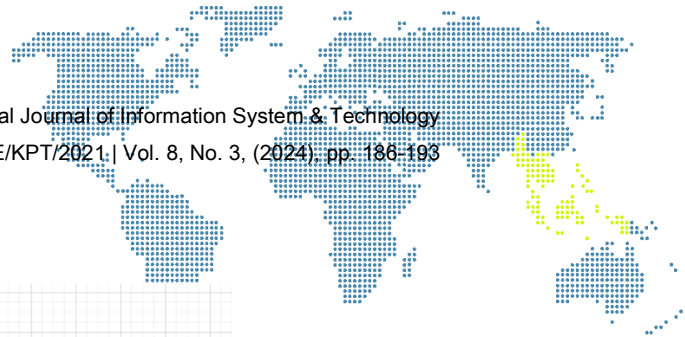 al Journal of Information System & Technology
E/KPT/2021 | Vol. 8, No. 3, (2024), pp. 186-193